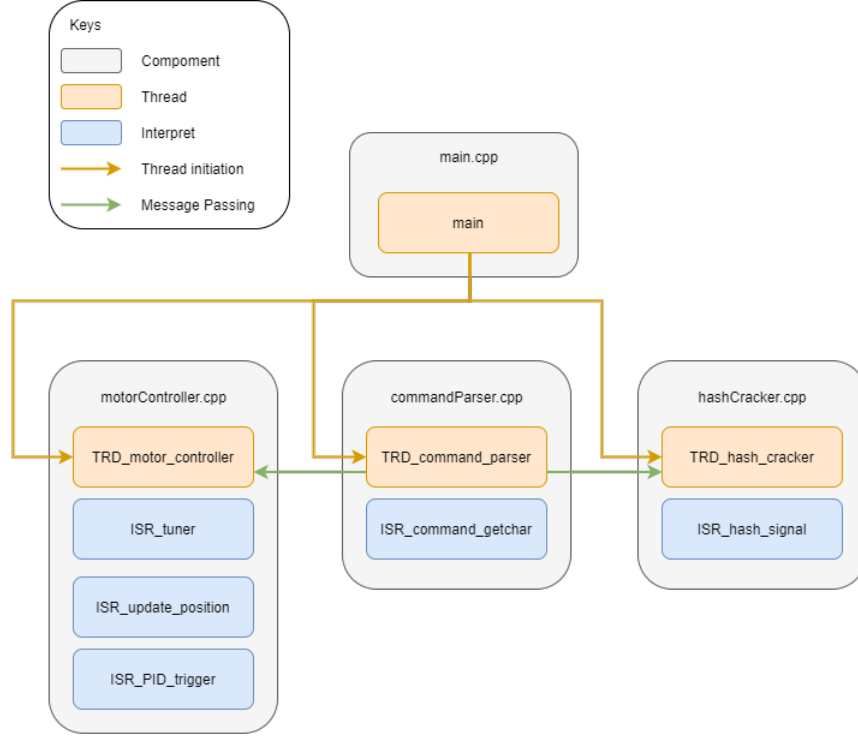 Keys
Compoment
Thread
Interpret
Thread initiation
Message Passing
main.cpp
main
motorController.cpp
TRD_motor_controller
ISR_tuner
ISR_update_position
ISR_PID_trigger
commandParser.cpp
TRD_command_parser
ISR_command_getchar
hashCracker.cpp
TRD_hash_cracker
ISR_hash_signal